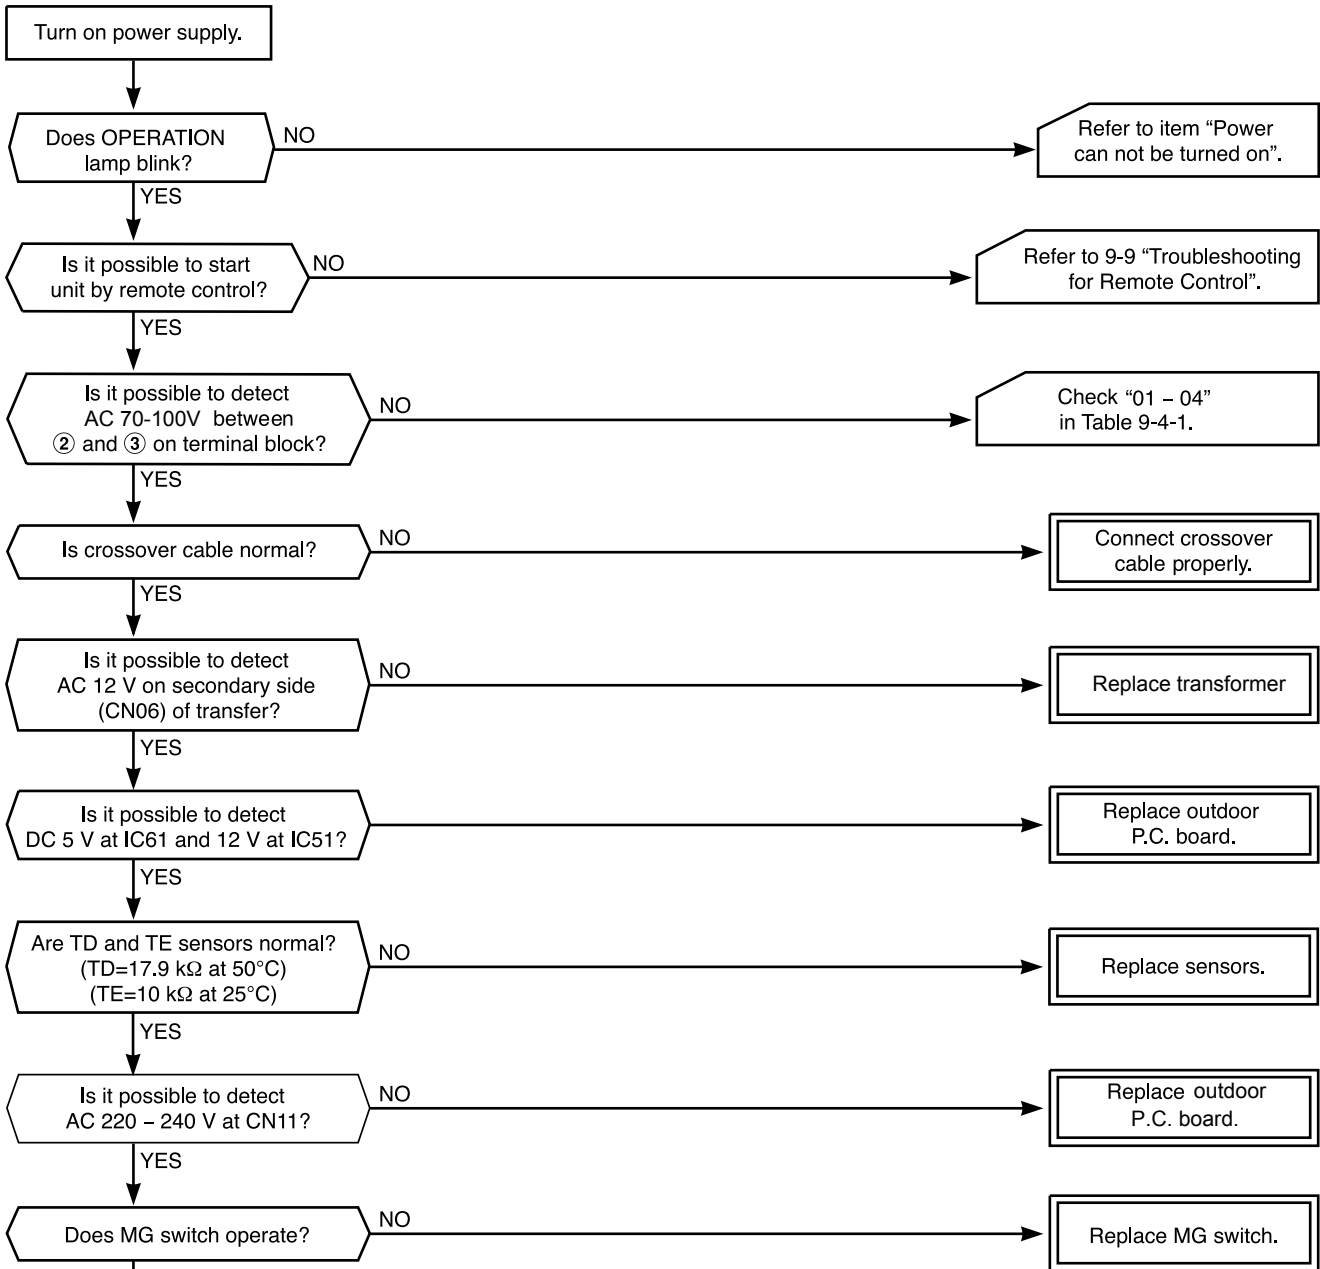 Turn on power supply.
Does OPERATION
lamp blink?
NO
Refer to item “Power
can not be turned on”.
YES
Is it possible to start
unit by remote control?
NO
Refer to 9-9 “Troubleshooting
for Remote Control”.
YES
Is it possible to detect
AC 70-100V between
② and ③ on terminal block?
NO
Check “01 – 04”
in Table 9-4-1.
YES
Is crossover cable normal?
NO
Connect crossover
cable properly.
YES
Is it possible to detect
AC 12 V on secondary side
(CN06) of transfer?
NO
Replace transformer
YES
Is it possible to detect
DC 5 V at IC61 and 12 V at IC51?
Replace outdoor
P.C. board.
YES
Are TD and TE sensors normal?
(TD=17.9 kΩ at 50°C)
(TE=10 kΩ at 25°C)
NO
Replace sensors.
YES
Is it possible to detect
AC 220 – 240 V at CN11?
NO
Replace outdoor
P.C. board.
YES
Does MG switch operate?
NO
Replace MG switch.